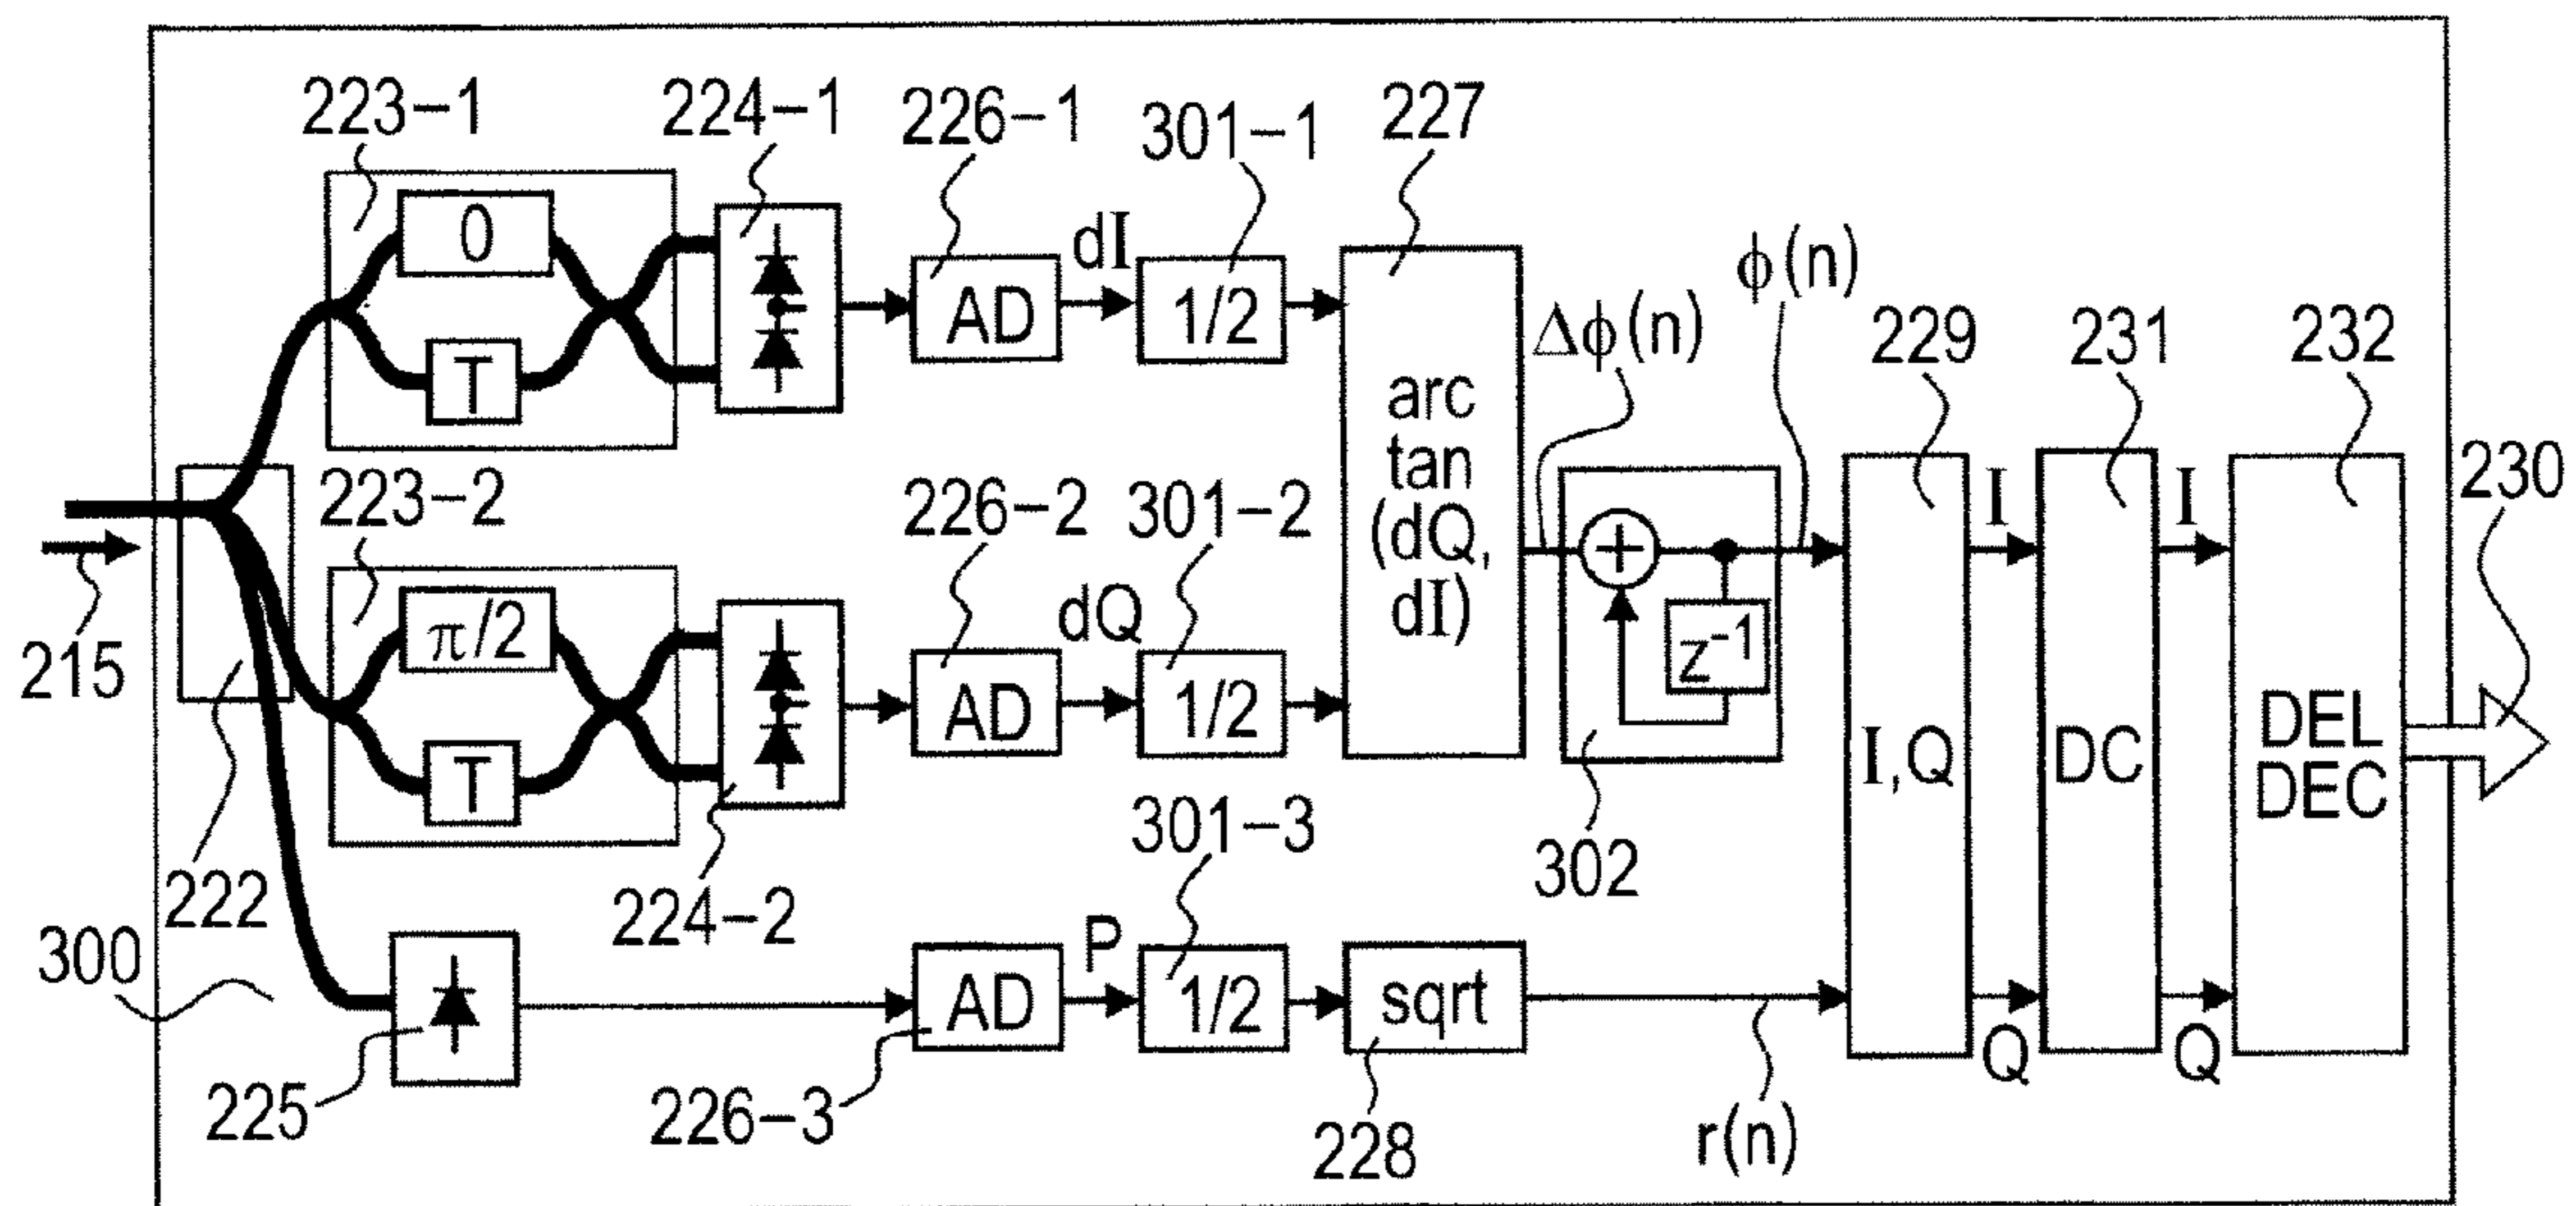 223-1
224-1
226-1
301-1
227
0
T
dI
AD
1/2
ϕ(n)
Δϕ(n)
229
231
232
arc
tan
(dQ,
dI)
223-2
226-2
301-2
230
215
π/2
T
dQ
AD
1/2
z⁻¹
I
I
I,Q
DC
DEL
DEC
222
224-2
301-3
302
300
225
P
AD
1/2
sqrt
Q
Q
226-3
228
r(n)